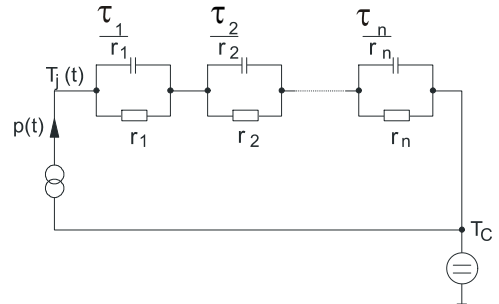 τ1 τ2 τn
r1 r2 rn
Tj(t)
r1 r2 rn
p(t)
TC